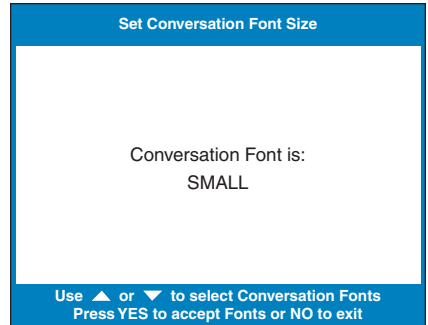 Set Conversation Font Size
Conversation Font is:
SMALL
Use ▲ or ▼ to select Conversation Fonts
Press YES to accept Fonts or NO to exit